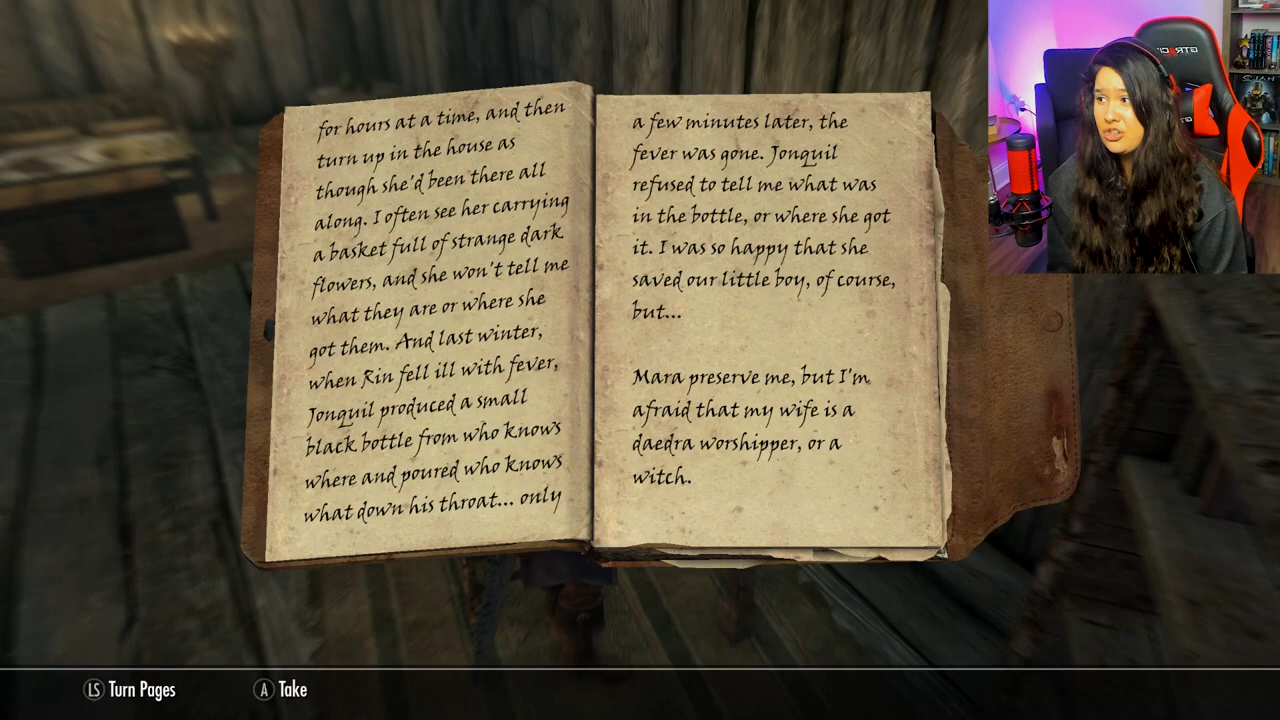 for hours at a time, and then
turn up in the house as
though she'd been there all
along. I often see her carrying
a basket full of strange dark
flowers, and she won't tell me
what they are or where she
got them. And last winter,
when Rin fell ill with fever,
Jonquil produced a small
black bottle from who knows
where and poured who knows
what down his throat... only
a few minutes later, the
fever was gone. Jonquil
refused to tell me what was
in the bottle, or where she got
it. I was so happy that she
saved our little boy, of course,
but...
Mara preserve me, but I'm
afraid that my wife is a
daedra worshipper, or a
witch.
LS Turn Pages
A Take
GTRACING